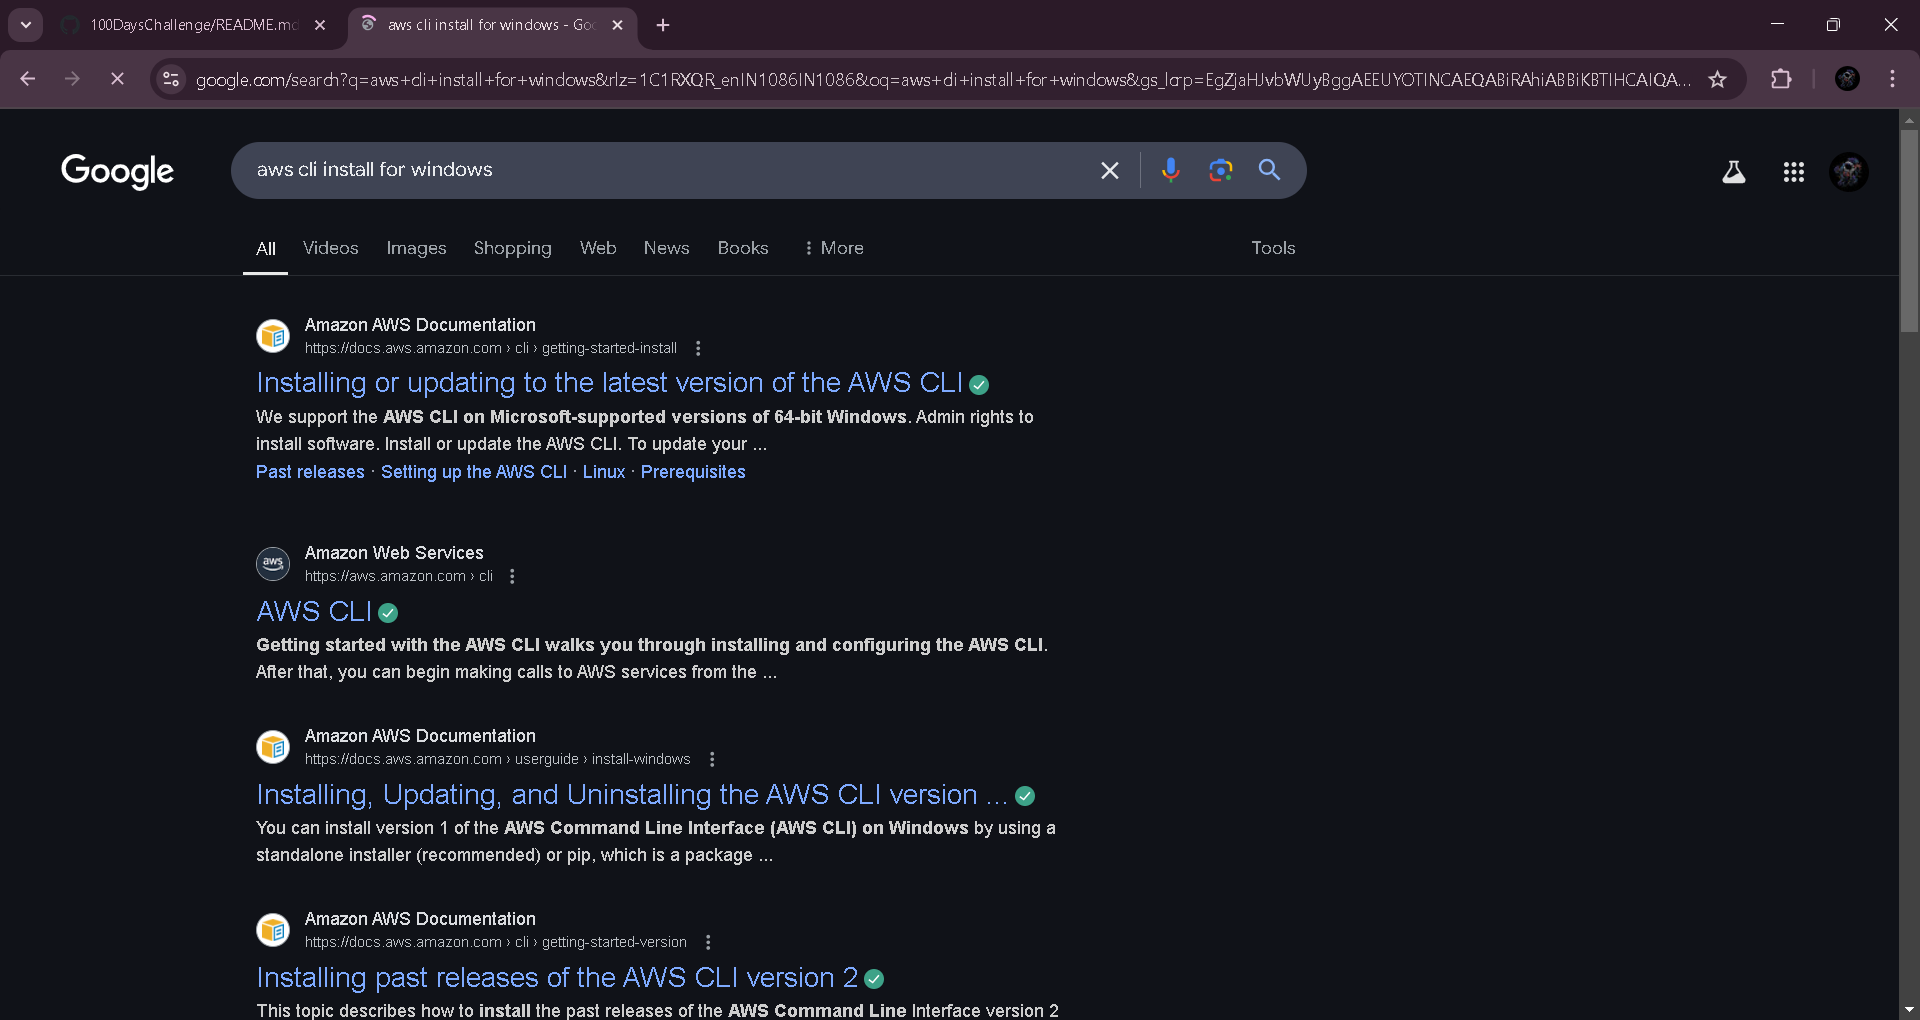 100DaysChallenge/README.md
aws cli install for windows - Goo
google.com/search?q=aws+cli+install+for+windows&rlz=1C1RXQR_enIN1086IN1086&oq=aws+cli+install+for+windows&gs_lcrp=EgZjaHJvbWUyBggAEEUYOTINCAEQABiRAhiABBiKBTIHCAIQA...
Google
aws cli install for windows
All
Videos
Images
Shopping
Web
News
Books
More
Tools
Amazon AWS Documentation
https://docs.aws.amazon.com › cli › getting-started-install
Installing or updating to the latest version of the AWS CLI
We support the AWS CLI on Microsoft-supported versions of 64-bit Windows. Admin rights to
install software. Install or update the AWS CLI. To update your ...
Past releases · Setting up the AWS CLI · Linux · Prerequisites
aws
Amazon Web Services
https://aws.amazon.com › cli
AWS CLI
Getting started with the AWS CLI walks you through installing and configuring the AWS CLI.
After that, you can begin making calls to AWS services from the ...
Amazon AWS Documentation
https://docs.aws.amazon.com › userguide › install-windows
Installing, Updating, and Uninstalling the AWS CLI version ...
You can install version 1 of the AWS Command Line Interface (AWS CLI) on Windows by using a
standalone installer (recommended) or pip, which is a package ...
Amazon AWS Documentation
https://docs.aws.amazon.com › cli › getting-started-version
Installing past releases of the AWS CLI version 2
This topic describes how to install the past releases of the AWS Command Line Interface version 2